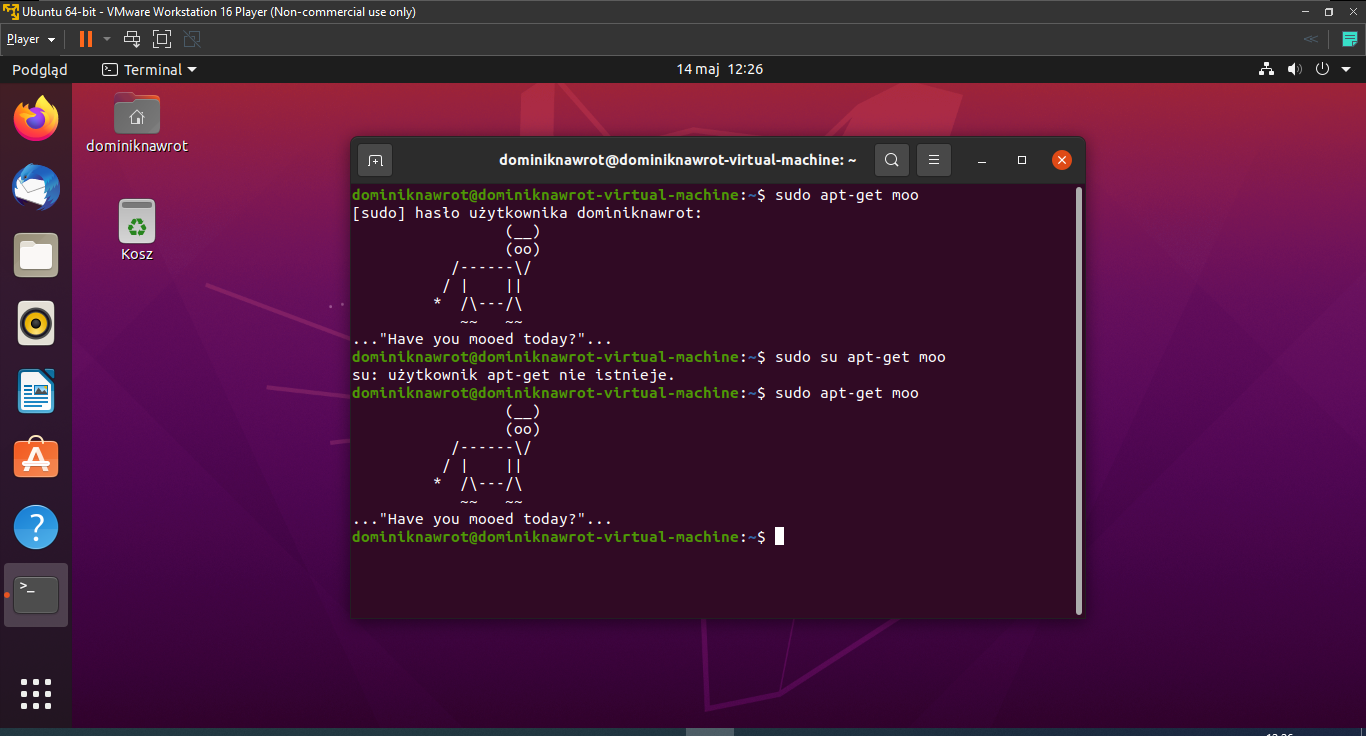 Ubuntu 64-bit - VMware Workstation 16 Player (Non-commercial use only)
Player
Podgląd
Terminal
14 maj 12:26
dominiknawrot
Kosz
dominiknawrot@dominiknawrot-virtual-machine: ~
dominiknawrot@dominiknawrot-virtual-machine:~$ sudo apt-get moo
[sudo] hasło użytkownika dominiknawrot:
                 (__)
                 (oo)
           /------\/
          / |    ||
         *  /\---/\
            ~~   ~~
..."Have you mooed today?"...
dominiknawrot@dominiknawrot-virtual-machine:~$ sudo su apt-get moo
su: użytkownik apt-get nie istnieje.
dominiknawrot@dominiknawrot-virtual-machine:~$ sudo apt-get moo
                 (__)
                 (oo)
           /------\/
          / |    ||
         *  /\---/\
            ~~   ~~
..."Have you mooed today?"...
dominiknawrot@dominiknawrot-virtual-machine:~$